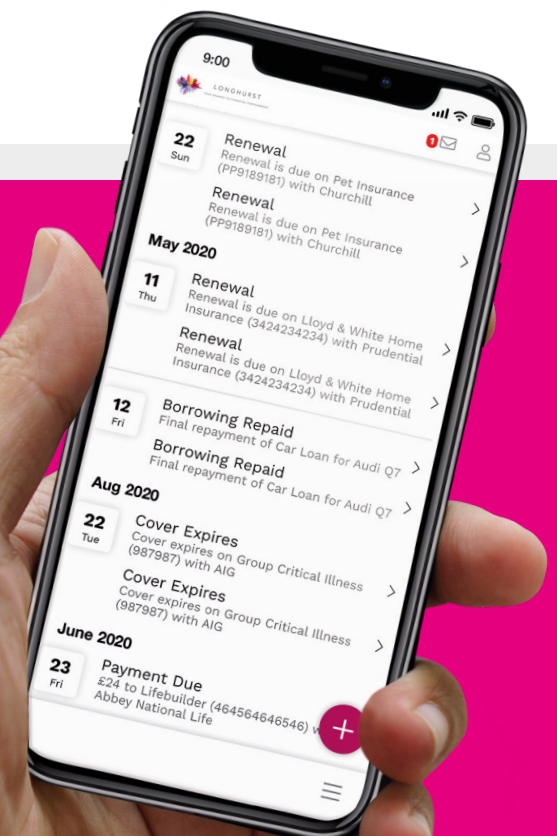 9:00
LONGHURST
1
22
Sun
Renewal
Renewal is due on Pet Insurance
(PP9189181) with Churchill
Renewal
Renewal is due on Pet Insurance
(PP9189181) with Churchill
May 2020
11
Thu
Renewal
Renewal is due on Lloyd & White Home
Insurance (3424234234) with Prudential
Renewal
Renewal is due on Lloyd & White Home
Insurance (3424234234) with Prudential
12
Fri
Borrowing Repaid
Final repayment of Car Loan for Audi Q7
Borrowing Repaid
Final repayment of Car Loan for Audi Q7
Aug 2020
22
Tue
Cover Expires
Cover expires on Group Critical Illness
(987987) with AIG
Cover Expires
Cover expires on Group Critical Illness
(987987) with AIG
June 2020
23
Fri
Payment Due
£24 to Lifebuilder (464564646546) w
Abbey National Life